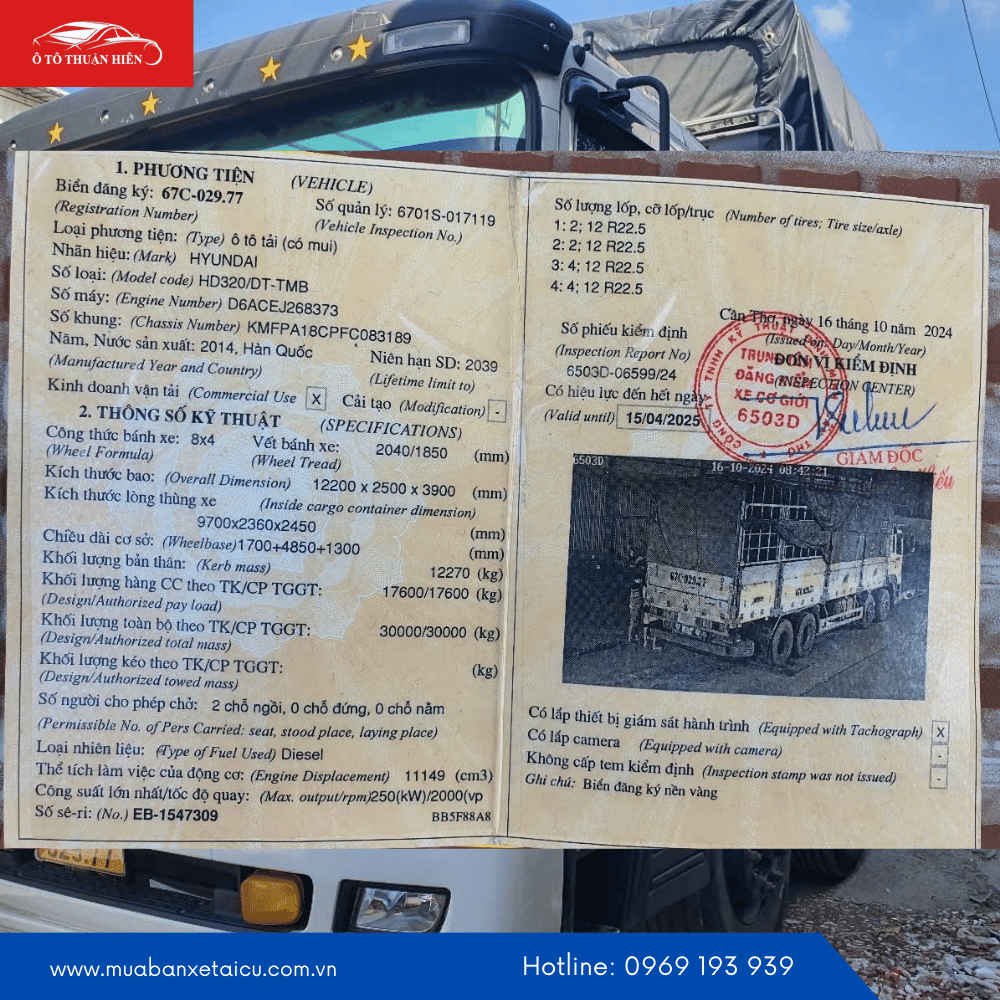 Ô TÔ THUẬN HIÊN
1. PHƯƠNG TIỆN (VEHICLE)
Biển đăng ký: 67C-029.77
(Registration Number)
Số quản lý: 6701S-017119
(Vehicle Inspection No.)
Loại phương tiện: (Type) ô tô tải (có mui)
Nhãn hiệu: (Mark) HYUNDAI
Số loại: (Model code) HD320/DT-TMB
Số máy: (Engine Number) D6ACEJ268373
Số khung: (Chassis Number) KMFPA18CPFC083189
Năm, Nước sản xuất: 2014, Hàn Quốc
(Manufactured Year and Country)
Niên hạn SD: 2039
(Lifetime limit to)
Kinh doanh vận tải (Commercial Use X Cải tạo (Modification) -
2. THÔNG SỐ KỸ THUẬT (SPECIFICATIONS)
Công thức bánh xe: 8x4
(Wheel Formula)
Vết bánh xe: 2040/1850 (mm)
(Wheel Tread)
Kích thước bao: (Overall Dimension) 12200 x 2500 x 3900 (mm)
Kích thước lòng thùng xe (Inside cargo container dimension)
9700x2360x2450 (mm)
Chiều dài cơ sở: (Wheelbase) 1700+4850+1300 (mm)
Khối lượng bản thân: (Kerb mass) 12270 (kg)
Khối lượng hàng CC theo TK/CP TGGT: 17600/17600 (kg)
(Design/Authorized pay load)
Khối lượng toàn bộ theo TK/CP TGGT: 30000/30000 (kg)
(Design/Authorized total mass)
Khối lượng kéo theo TK/CP TGGT: (kg)
(Design/Authorized towed mass)
Số người cho phép chở: 2 chỗ ngồi, 0 chỗ đứng, 0 chỗ nằm
(Permissible No. of Pers Carried: seat, stood place, laying place)
Loại nhiên liệu: (Type of Fuel Used) Diesel
Thể tích làm việc của động cơ: (Engine Displacement) 11149 (cm3)
Công suất lớn nhất/tốc độ quay: (Max. output/rpm) 250(kW)/2000(vp
Số sê-ri: (No.) EB-1547309 BB5F88A8
Số lượng lốp, cỡ lốp/trục (Number of tires; Tire size/axle)
1: 2; 12 R22.5
2: 2; 12 R22.5
3: 4; 12 R22.5
4: 4; 12 R22.5
Cần Thơ, ngày 16 tháng 10 năm 2024
(Issued on: Day/Month/Year)
Số phiếu kiểm định
(Inspection Report No)
6503D-06599/24
ĐƠN VỊ KIỂM ĐỊNH
(INSPECTION CENTER)
Có hiệu lực đến hết ngày
(Valid until) 15/04/2025
TRUNG TÂM
ĐĂNG KIỂM
XE CƠ GIỚI
6503D
GIÁM ĐỐC
6503D 16-10-2024 08:42:21
67C-029.77
Có lắp thiết bị giám sát hành trình (Equipped with Tachograph) X
Có lắp camera (Equipped with camera) -
Không cấp tem kiểm định (Inspection stamp was not issued) -
Ghi chú: Biển đăng ký nền vàng
www.muabanxetaicu.com.vn
Hotline: 0969 193 939